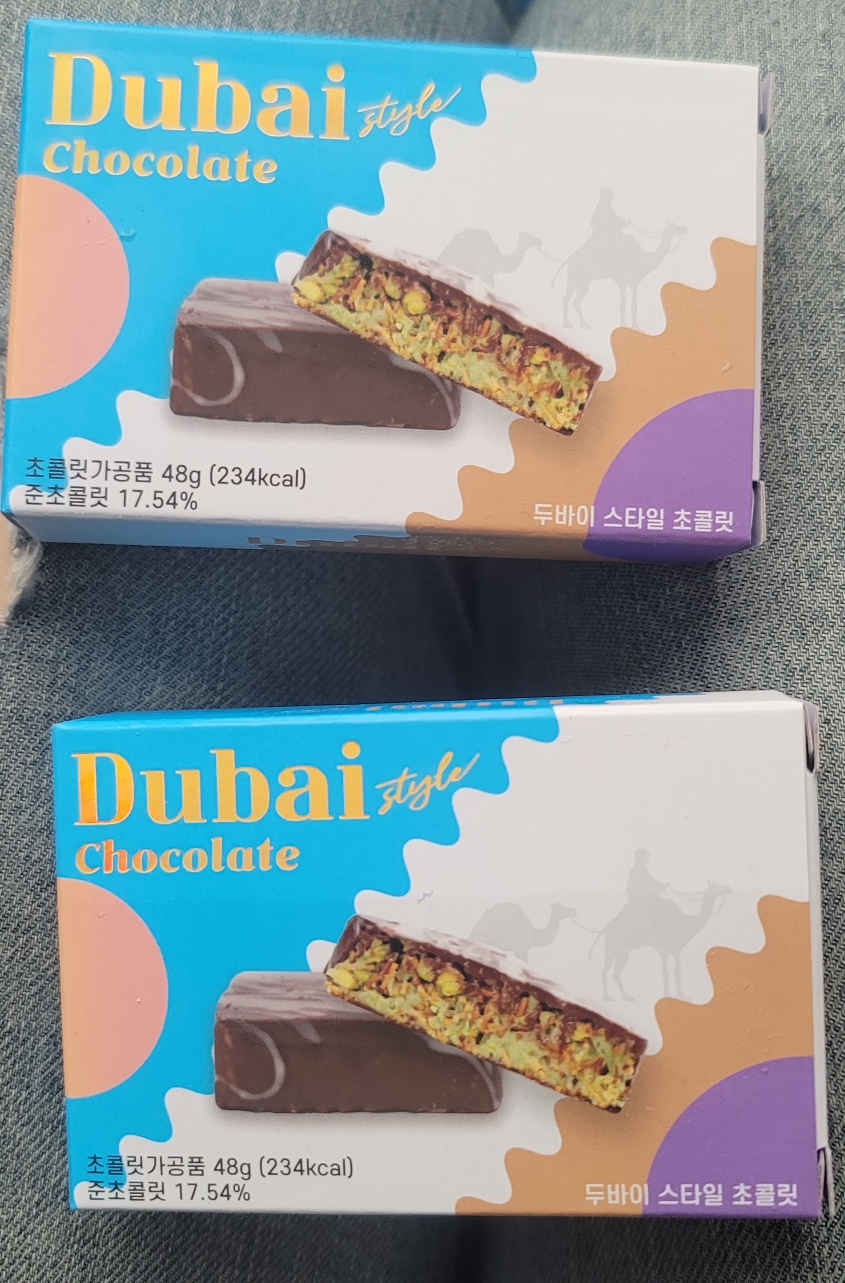 Dubai style
Chocolate
초콜릿가공품 48g (234kcal)
준초콜릿 17.54%
두바이 스타일 초콜릿
Dubai style
Chocolate
초콜릿가공품 48g (234kcal)
준초콜릿 17.54%
두바이 스타일 초콜릿